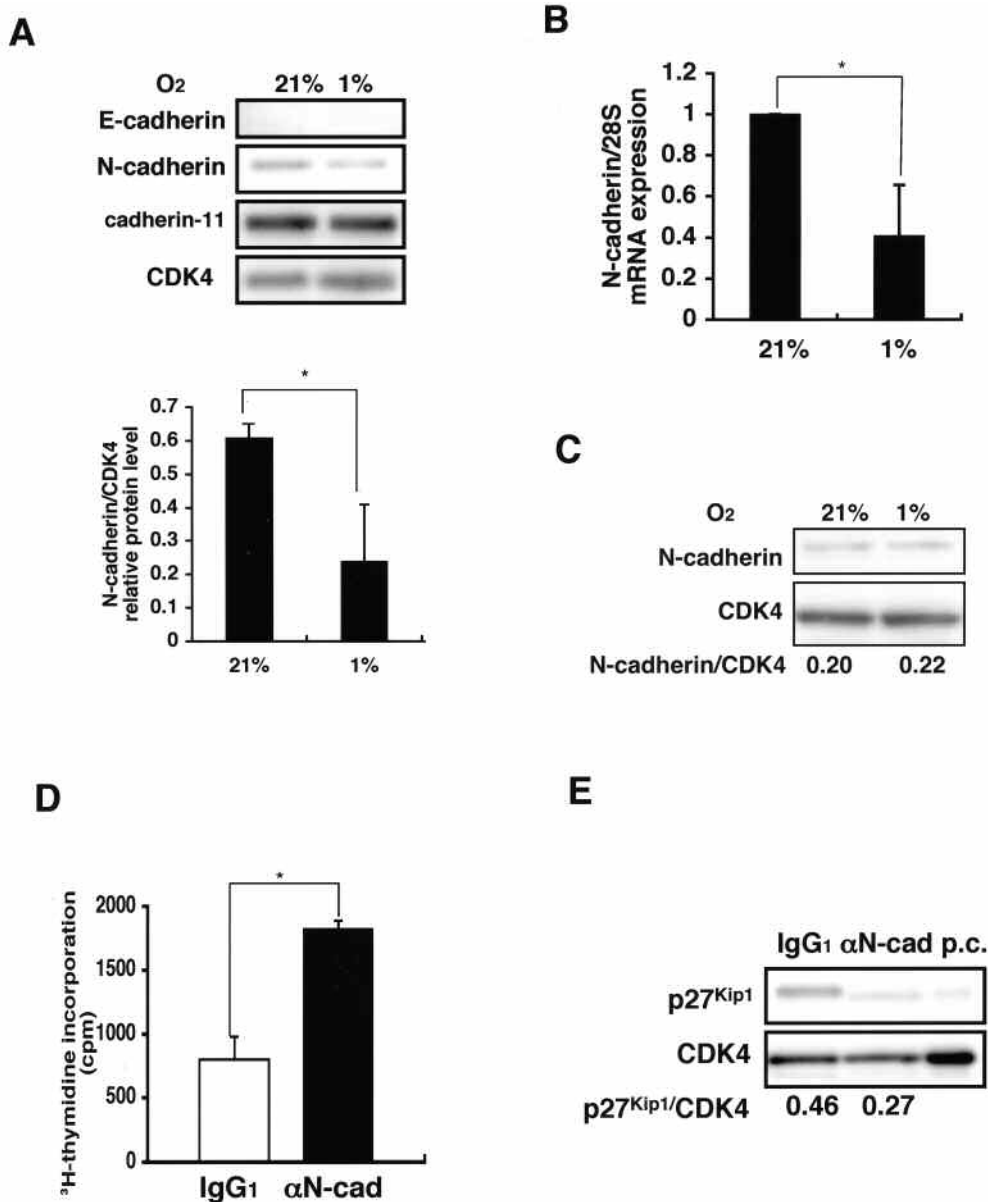 A
O2 21% 1%
E-cadherin
N-cadherin
cadherin-11
CDK4
N-cadherin/CDK4
relative protein level
0.7
0.6
0.5
0.4
0.3
0.2
0.1
0
*
21% 1%
B
N-cadherin/28S
mRNA expression
1.2
1
0.8
0.6
0.4
0.2
0
*
21% 1%
C
O2 21% 1%
N-cadherin
CDK4
N-cadherin/CDK4 0.20 0.22
D
³H-thymidine incorporation
(cpm)
2000
1500
1000
500
0
*
IgG1 αN-cad
E
IgG1 αN-cad p.c.
p27Kip1
CDK4
p27Kip1/CDK4 0.46 0.27